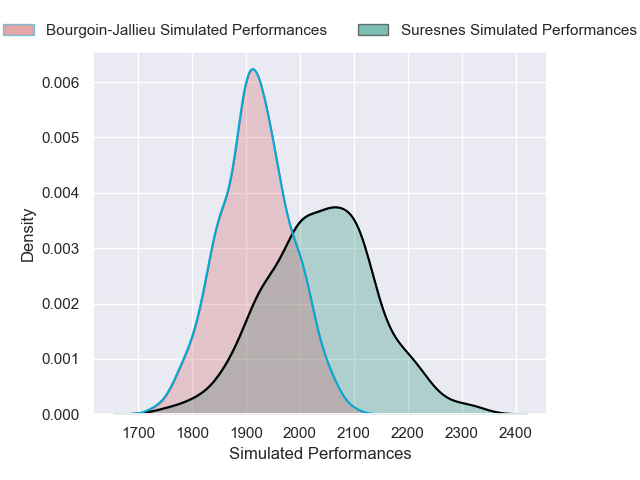 Bourgoin-Jallieu Simulated Performances Suresnes Simulated Performances
0.006
0.005
0.004
0.003
0.002
0.001
0.000
Density
1700 1800 1900 2000 2100 2200 2300 2400
Simulated Performances